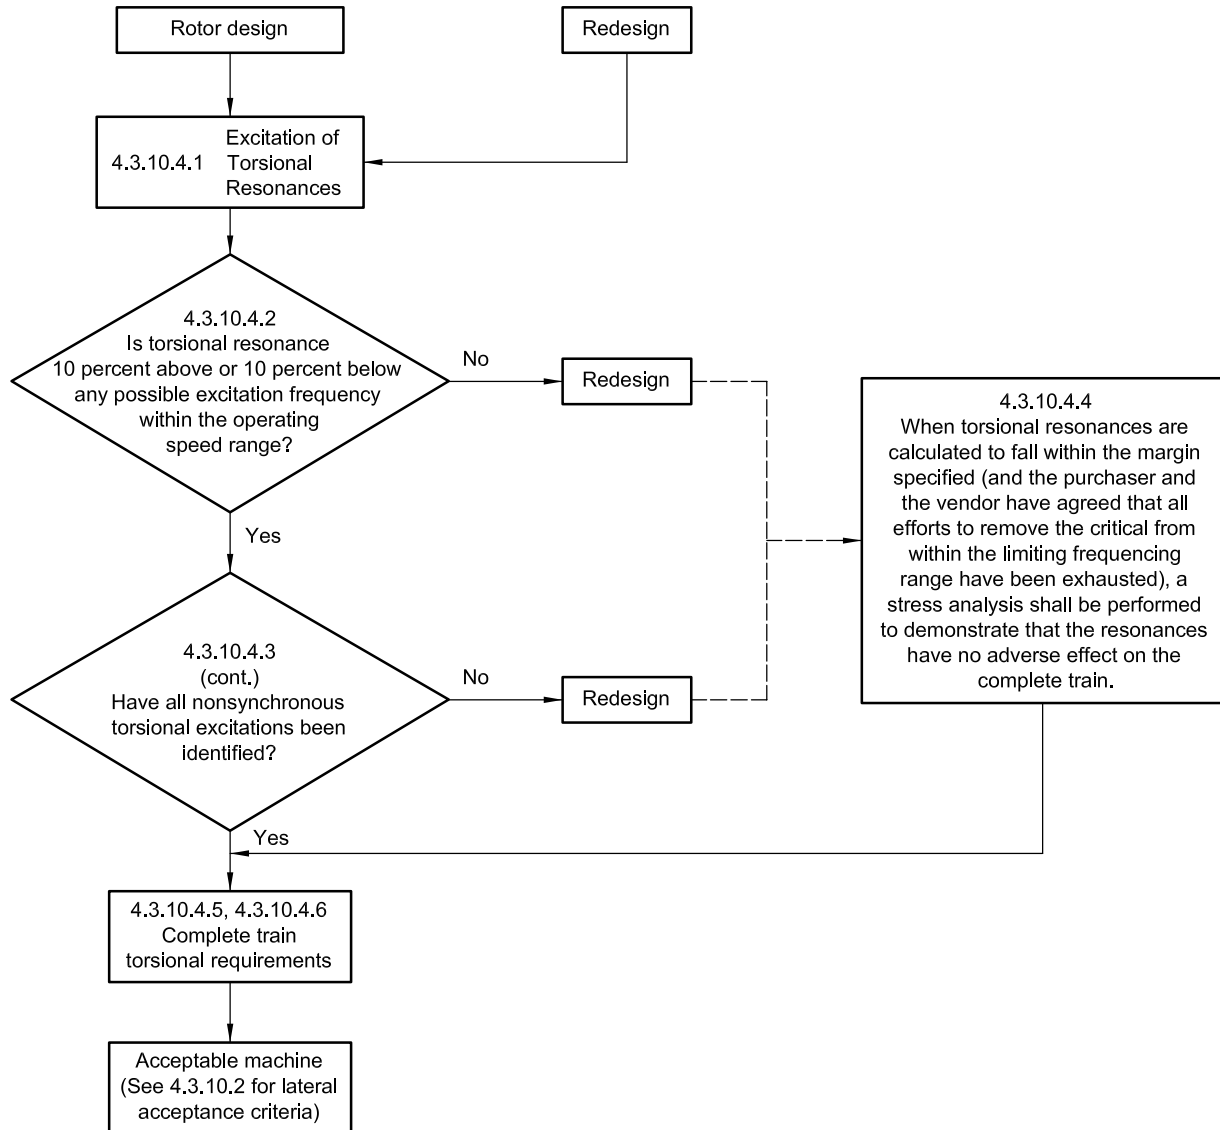 Rotor design
Redesign
4.3.10.4.1
Excitation of
Torsional
Resonances
4.3.10.4.2
Is torsional resonance
10 percent above or 10 percent below
any possible excitation frequency
within the operating
speed range?
No
Redesign
Yes
4.3.10.4.4
When torsional resonances are
calculated to fall within the margin
specified (and the purchaser and
the vendor have agreed that all
efforts to remove the critical from
within the limiting frequencing
range have been exhausted), a
stress analysis shall be performed
to demonstrate that the resonances
have no adverse effect on the
complete train.
4.3.10.4.3
(cont.)
Have all nonsynchronous
torsional excitations been
identified?
No
Redesign
Yes
4.3.10.4.5, 4.3.10.4.6
Complete train
torsional requirements
Acceptable machine
(See 4.3.10.2 for lateral
acceptance criteria)